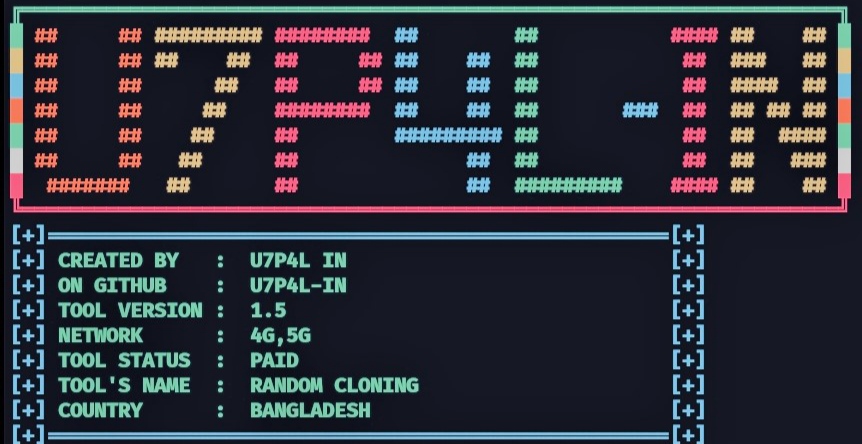 U7P4L-IN
[+] [+]
[+] CREATED BY : U7P4L IN [+]
[+] ON GITHUB : U7P4L-IN [+]
[+] TOOL VERSION : 1.5 [+]
[+] NETWORK : 4G,5G [+]
[+] TOOL STATUS : PAID [+]
[+] TOOL'S NAME : RANDOM CLONING [+]
[+] COUNTRY : BANGLADESH [+]
[+] [+]